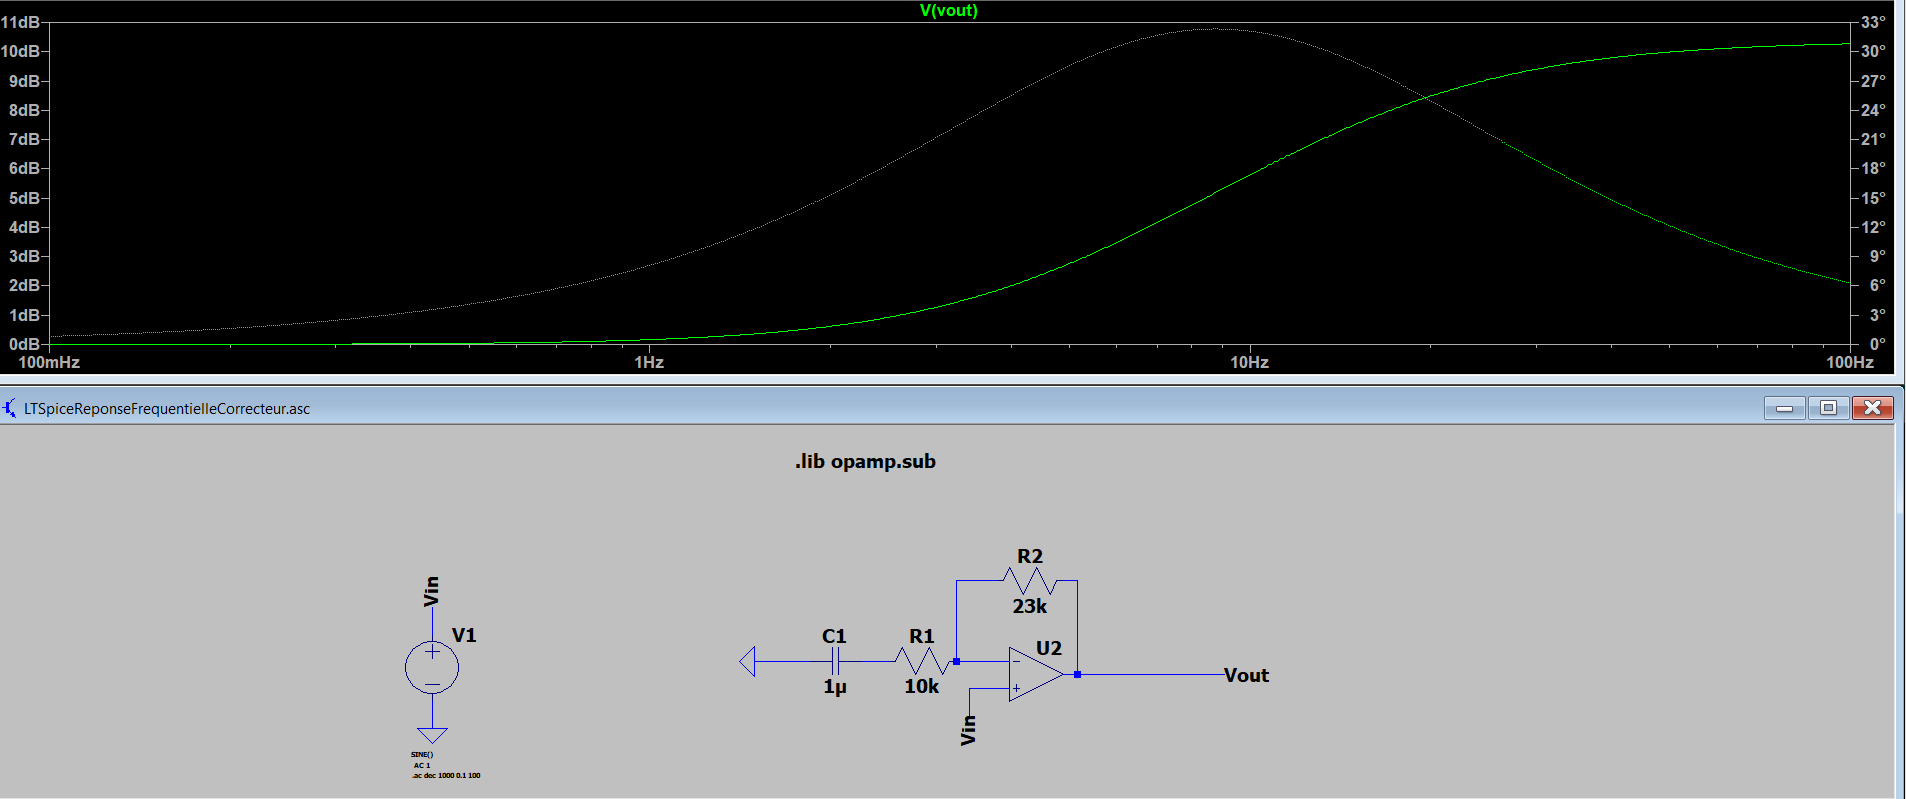 V(vout)
11dB
10dB
9dB
8dB
7dB
6dB
5dB
4dB
3dB
2dB
1dB
0dB
33°
30°
27°
24°
21°
18°
15°
12°
9°
6°
3°
0°
100mHz 1Hz 10Hz 100Hz
LTSpiceReponseFrequentielleCorrecteur.asc
.lib opamp.sub
Vin
V1
SINE()
AC 1
.ac dec 1000 0.1 100
R2
23k
C1
1µ
R1
10k
U2
Vin
Vout